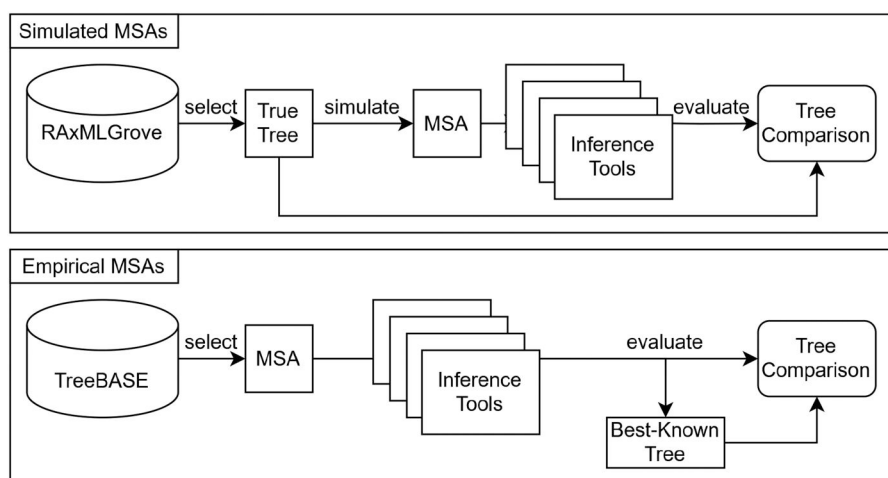 Simulated MSAs
RAxMLGrove
select
True
Tree
simulate
MSA
Inference
Tools
evaluate
Tree
Comparison
Empirical MSAs
TreeBASE
select
MSA
Inference
Tools
evaluate
Tree
Comparison
Best-Known
Tree